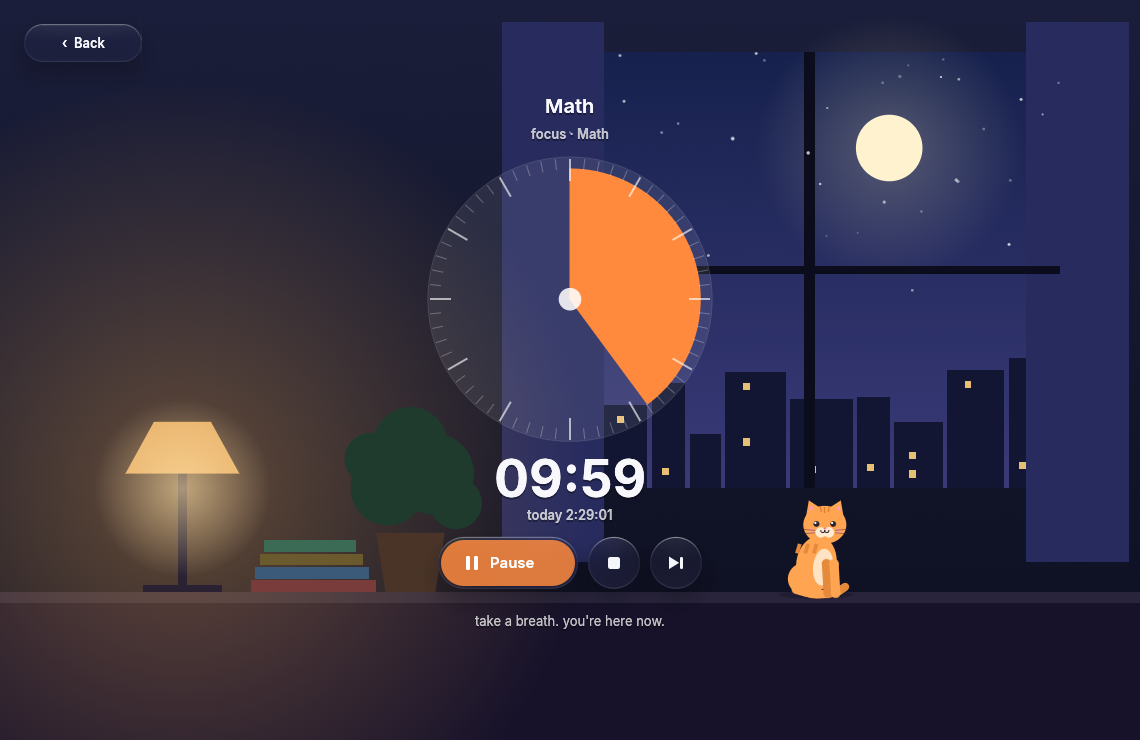 ‹ Back
Math
focus · Math
09:59
today 2:29:01
Pause
take a breath. you're here now.